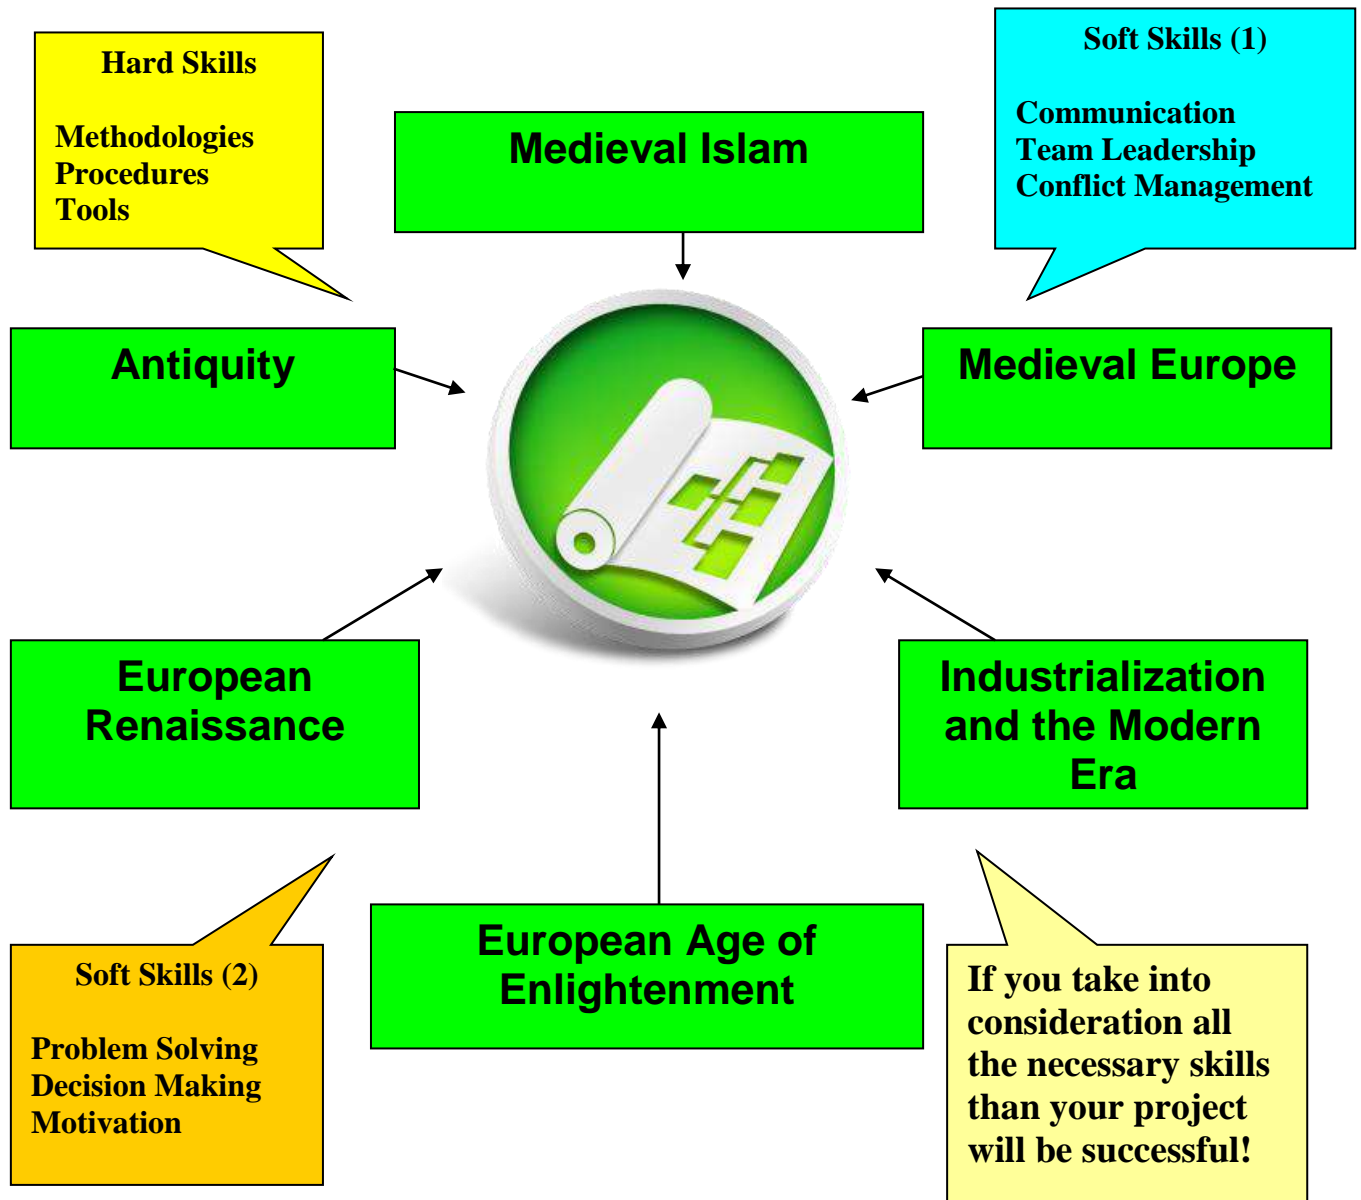 Hard Skills
Methodologies
Procedures
Tools
Medieval Islam
Soft Skills (1)
Communication
Team Leadership
Conflict Management
Antiquity
Medieval Europe
European
Renaissance
Industrialization
and the Modern
Era
Soft Skills (2)
Problem Solving
Decision Making
Motivation
European Age of
Enlightenment
If you take into
consideration all
the necessary skills
than your project
will be successful!